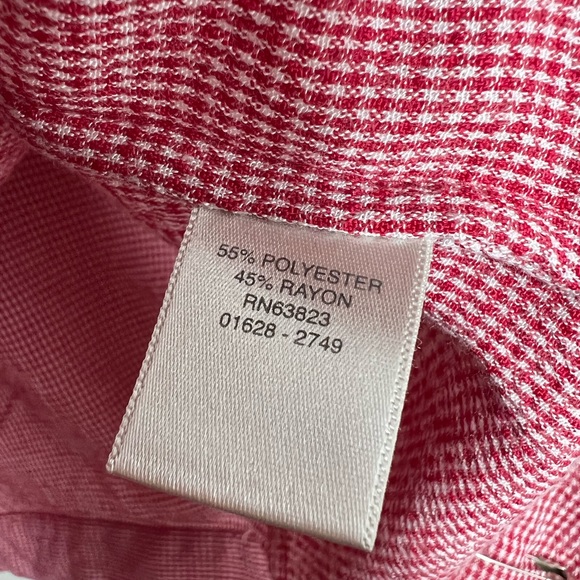 55% POLYESTER
45% RAYON
RN63823
01628 - 2749